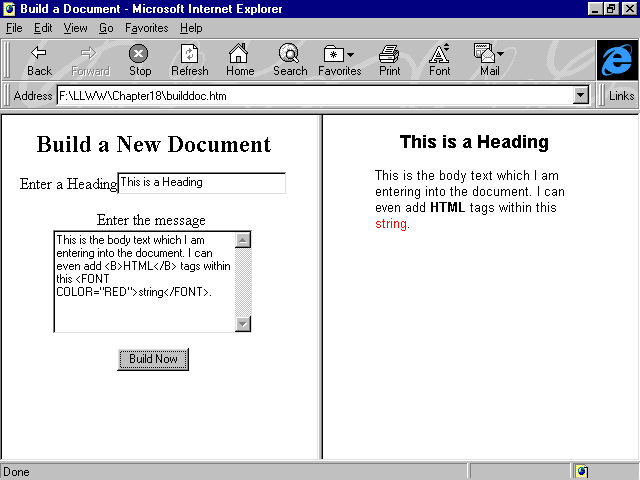 Build a Document - Microsoft Internet Explorer
File Edit View Go Favorites Help
Back Forward Stop Refresh Home Search Favorites Print Font Mail
Address F:\LLWW\Chapter18\builddoc.htm Links
Build a New Document
Enter a Heading This is a Heading
Enter the message
This is the body text which I am
entering into the document. I can
even add <B>HTML</B> tags within
this <FONT
COLOR="RED">string</FONT>.
Build Now
This is a Heading
This is the body text which I am
entering into the document. I can
even add HTML tags within this
string.
Done